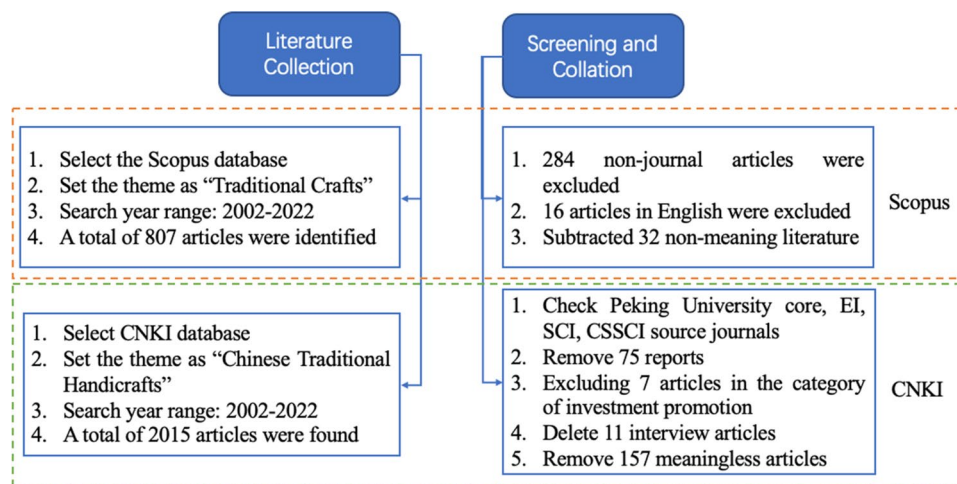 Literature
Collection
Screening and
Collation
1. Select the Scopus database
2. Set the theme as “Traditional Crafts”
3. Search year range: 2002-2022
4. A total of 807 articles were identified
1. 284 non-journal articles were
excluded
2. 16 articles in English were excluded
3. Subtracted 32 non-meaning literature
Scopus
1. Select CNKI database
2. Set the theme as “Chinese Traditional
Handicrafts”
3. Search year range: 2002-2022
4. A total of 2015 articles were found
1. Check Peking University core, EI,
SCI, CSSCI source journals
2. Remove 75 reports
3. Excluding 7 articles in the category
of investment promotion
4. Delete 11 interview articles
5. Remove 157 meaningless articles
CNKI